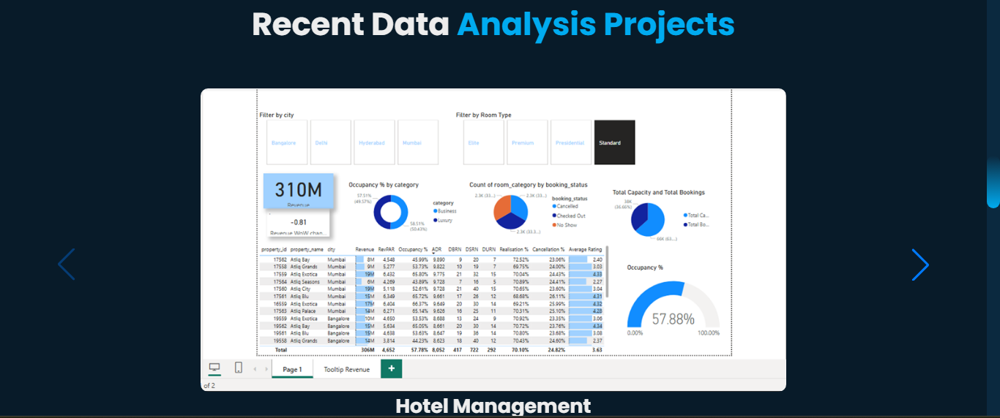 Recent Data Analysis Projects
Filter by city
Filter by Room Type
Bangalore Delhi Hyderabad Mumbai
Elite Premium Presidential Standard
310M
Revenue
-0.81
Revenue WoW chan...
Occupancy % by category
57.51%
(49.57%)
58.51%
(50.43%)
category
Business
Luxury
Count of room_category by booking_status
2.3K (33...)
2.3K (33...)
2.3K (33.3...)
booking_status
Cancelled
Checked Out
No Show
Total Capacity and Total Bookings
38K
(36.66%)
66K (63....)
Total Ca...
Total Bo...
property_id property_name city Revenue RevPAR Occupancy % ADR DBRN DSRN DURN Realisation % Cancellation % Average Rating
17562 Atliq Bay Mumbai 8M 4,548 45.99% 9,890 9 20 7 72.52% 23.06% 2.40
17558 Atliq Grands Mumbai 9M 5,277 53.73% 9,822 10 19 7 69.75% 24.00% 3.03
17559 Atliq Exotica Mumbai 19M 6,432 65.80% 9,775 21 32 15 70.04% 24.43% 4.33
17564 Atliq Seasons Mumbai 6M 4,269 43.89% 9,728 7 16 5 70.89% 24.41% 2.27
17560 Atliq City Mumbai 19M 5,118 52.61% 9,728 21 40 15 70.65% 23.60% 3.04
17561 Atliq Blu Mumbai 15M 6,349 65.72% 9,661 17 26 12 68.68% 26.11% 4.31
16559 Atliq Exotica Mumbai 17M 6,404 66.37% 9,649 20 30 14 69.21% 25.99% 4.32
17563 Atliq Palace Mumbai 14M 6,271 65.14% 9,626 16 25 11 70.31% 25.10% 4.28
19559 Atliq Exotica Bangalore 10M 4,650 53.53% 8,688 13 24 9 70.92% 23.35% 3.06
19562 Atliq Bay Bangalore 15M 5,634 65.05% 8,661 20 30 14 70.72% 23.76% 4.34
19561 Atliq Blu Bangalore 15M 4,638 53.63% 8,647 19 36 14 70.80% 23.68% 3.08
19558 Atliq Grands Bangalore 14M 3,814 44.23% 8,623 18 40 12 70.43% 24.60% 2.37
Total 306M 4,652 57.78% 8,052 417 722 292 70.10% 24.82% 3.63
Occupancy %
57.88%
0.00% 100.00%
Page 1 Tooltip Revenue +
of 2
Hotel Management